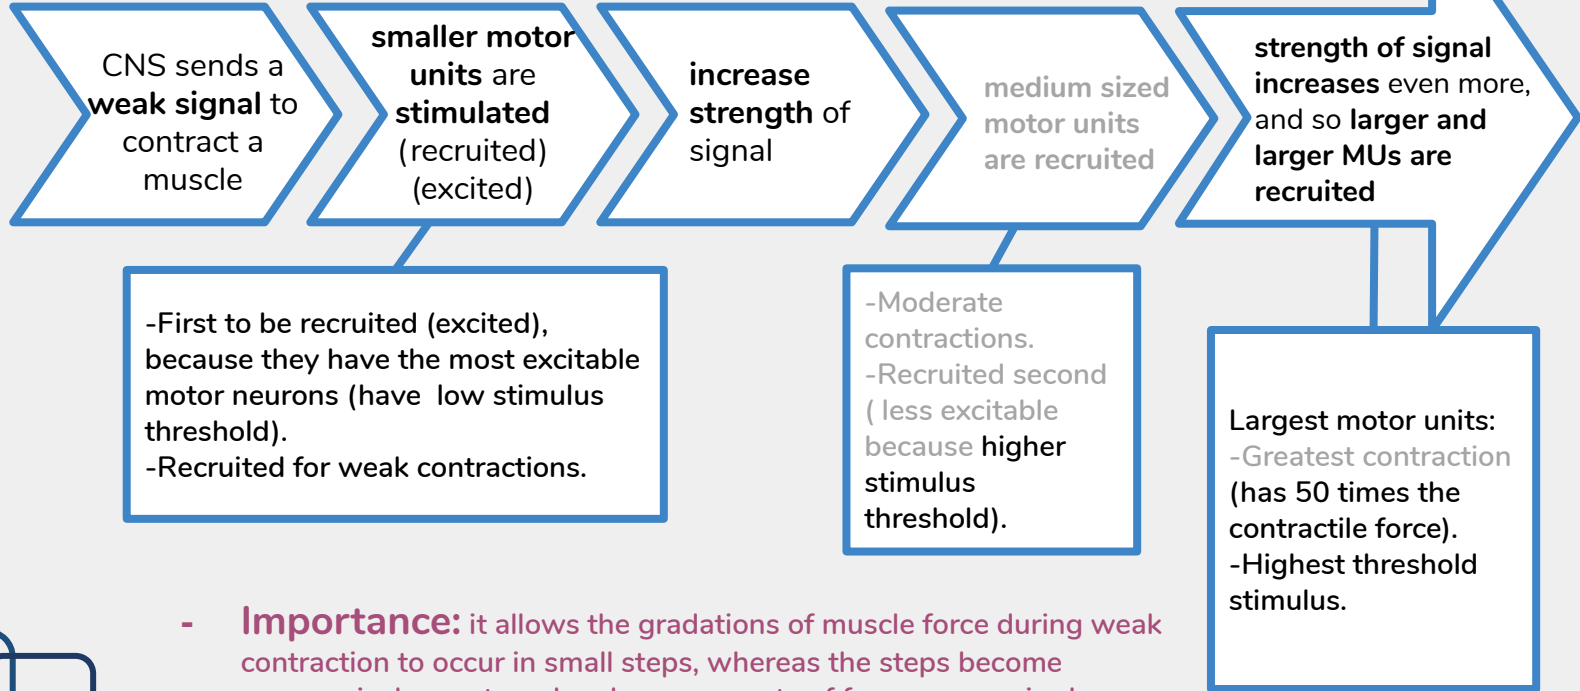 CNS sends a
weak signal to
contract a
muscle
smaller motor
units are
stimulated
(recruited)
(excited)
increase
strength of
signal
medium sized
motor units
are recruited
strength of signal
increases even more,
and so larger and
larger MUs are
recruited
-First to be recruited (excited),
because they have the most excitable
motor neurons (have low stimulus
threshold).
-Recruited for weak contractions.
-Moderate
contractions.
-Recruited second
( less excitable
because higher
stimulus
threshold).
Largest motor units:
-Greatest contraction
(has 50 times the
contractile force).
-Highest threshold
stimulus.
- Importance: it allows the gradations of muscle force during weak
contraction to occur in small steps, whereas the steps become